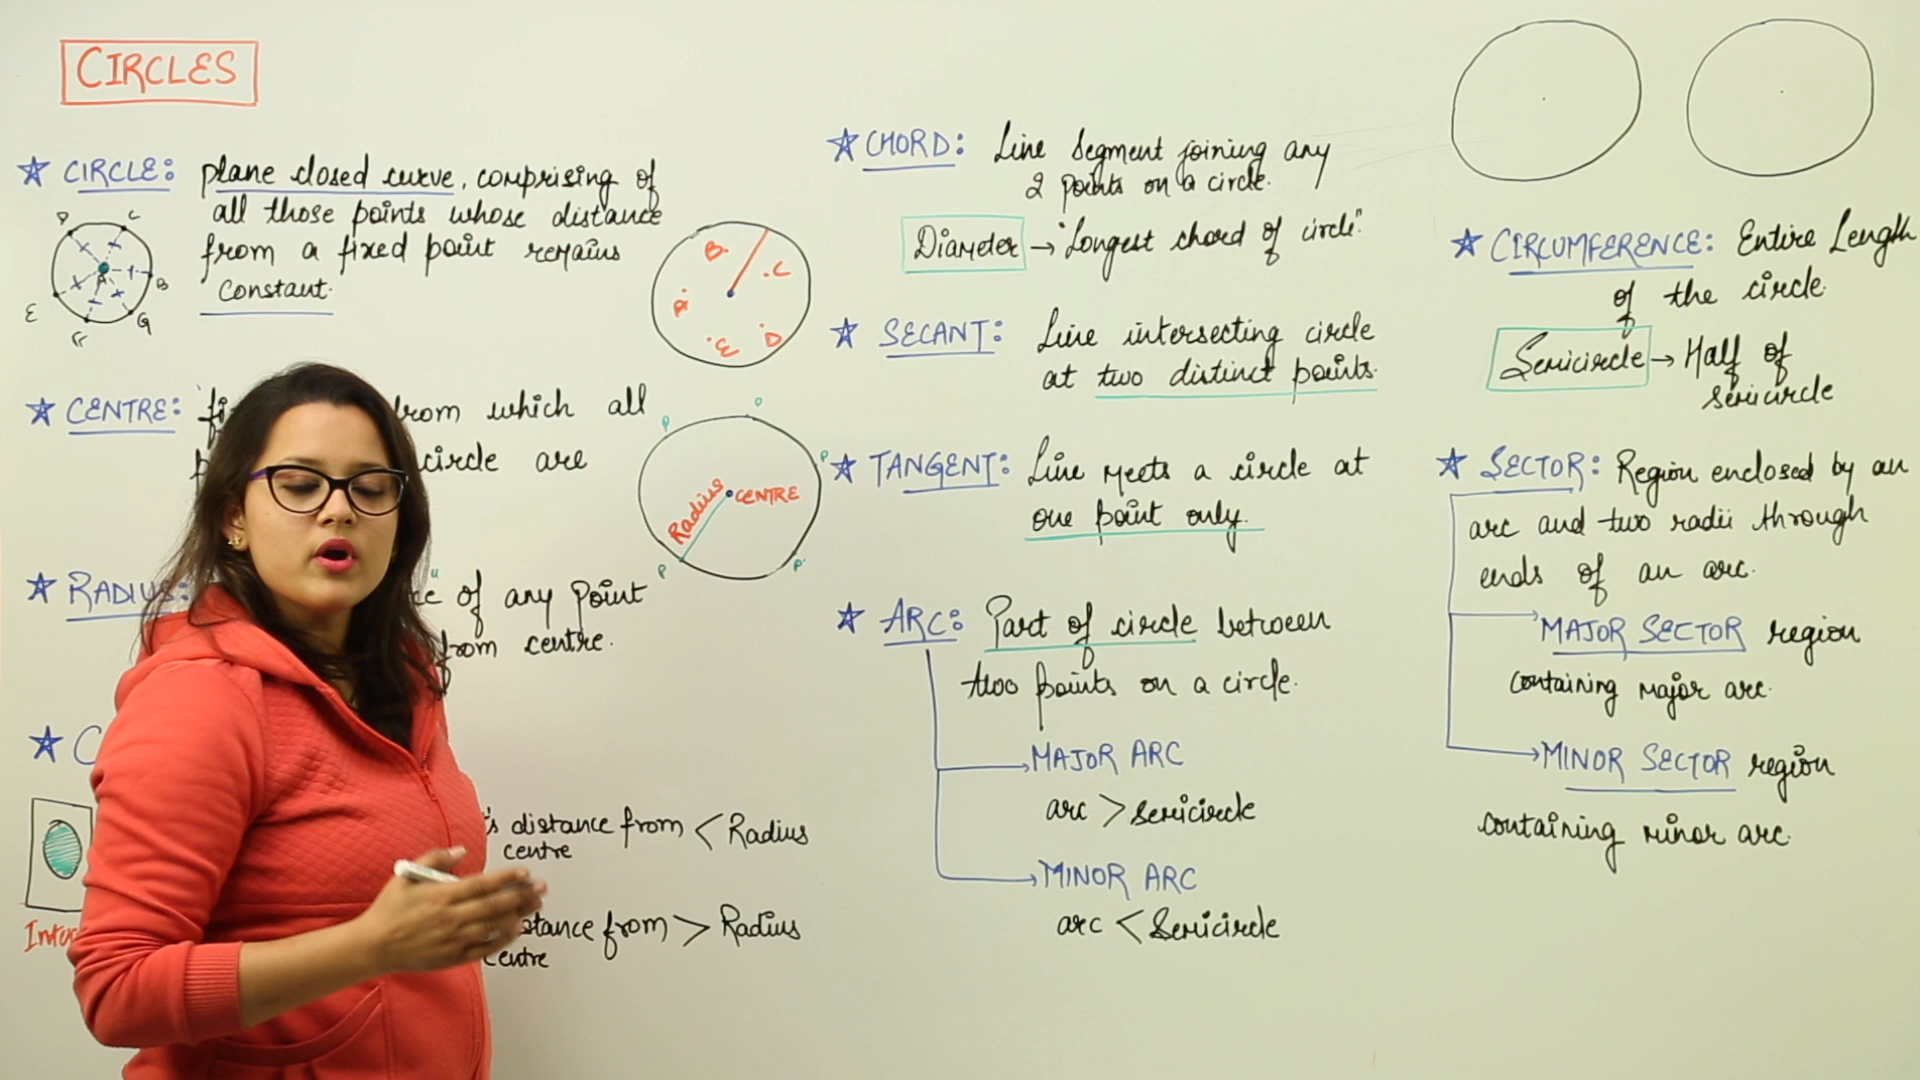 CIRCLES
☆ CIRCLE: plane closed curve, comprising of
all those points whose distance
from a fixed point remains
constant.
D C
A B
E F G
B. .C
E D
☆ CENTRE: from which all
circle are
P P P
Radius CENTRE
P P
☆ RADIUS: of any point
from centre.
☆ C
's distance from < Radius
centre
stance from > Radius
centre
☆ CHORD: Line segment joining any
2 points on a circle.
Diameter → "Longest chord of circle."
☆ SECANT: Line intersecting circle
at two distinct points.
☆ TANGENT: Line meets a circle at
one point only.
☆ ARC: Part of circle between
two points on a circle.
MAJOR ARC
arc > semicircle
MINOR ARC
arc < Semicircle
☆ CIRCUMFERENCE: Entire Length
of the circle.
Semicircle → Half of
semicircle
☆ SECTOR: Region enclosed by an
arc and two radii through
ends of an arc.
MAJOR SECTOR region
containing major arc.
MINOR SECTOR region
containing minor arc.